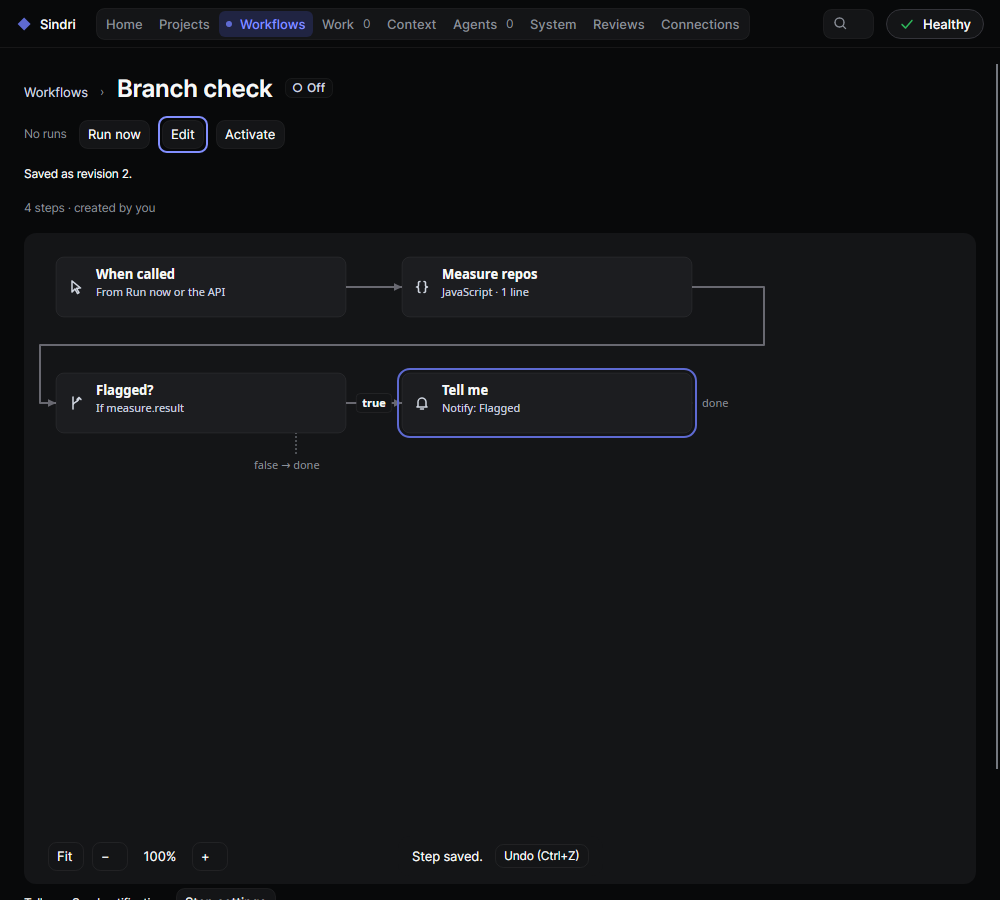 Sindri Home Projects Workflows Work 0 Context Agents 0 System Reviews Connections Healthy
Workflows › Branch check Off
No runs Run now Edit Activate
Saved as revision 2.
4 steps · created by you
When called
From Run now or the API
Measure repos
JavaScript · 1 line
Flagged?
If measure.result
true
Tell me
Notify: Flagged
done
false → done
Fit − 100% + Step saved. Undo (Ctrl+Z)